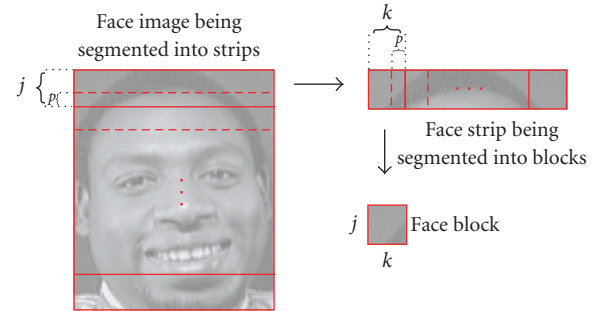 Face image being
segmented into strips
j
p
k
p
Face strip being
segmented into blocks
j
Face block
k